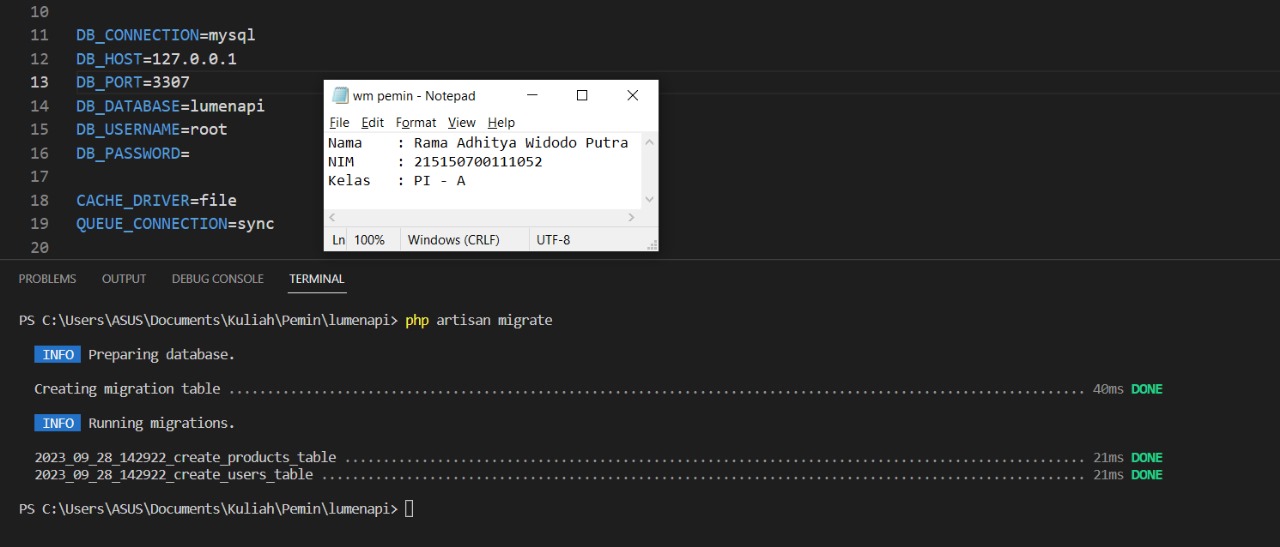 10
11 DB_CONNECTION=mysql
12 DB_HOST=127.0.0.1
13 DB_PORT=3307
14 DB_DATABASE=lumenapi
15 DB_USERNAME=root
16 DB_PASSWORD=
17
18 CACHE_DRIVER=file
19 QUEUE_CONNECTION=sync
20
wm pemin - Notepad
File Edit Format View Help
Nama : Rama Adhitya Widodo Putra
NIM : 215150700111052
Kelas : PI - A
Ln 100% Windows (CRLF) UTF-8
PROBLEMS OUTPUT DEBUG CONSOLE TERMINAL
PS C:\Users\ASUS\Documents\Kuliah\Pemin\lumenapi> php artisan migrate
INFO Preparing database.
Creating migration table ........................................................................................................ 40ms DONE
INFO Running migrations.
2023_09_28_142922_create_products_table ......................................................................................... 21ms DONE
2023_09_28_142922_create_users_table ............................................................................................ 21ms DONE
PS C:\Users\ASUS\Documents\Kuliah\Pemin\lumenapi>